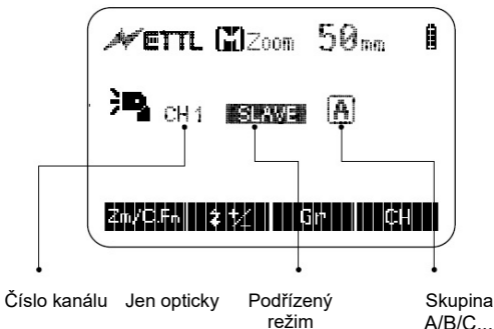 ETTL M Zoom 50mm
CH 1 SLAVE A
Zm/C.Fn +/- Gr CH
Číslo kanálu Jen opticky Podřízený režim Skupina A/B/C...